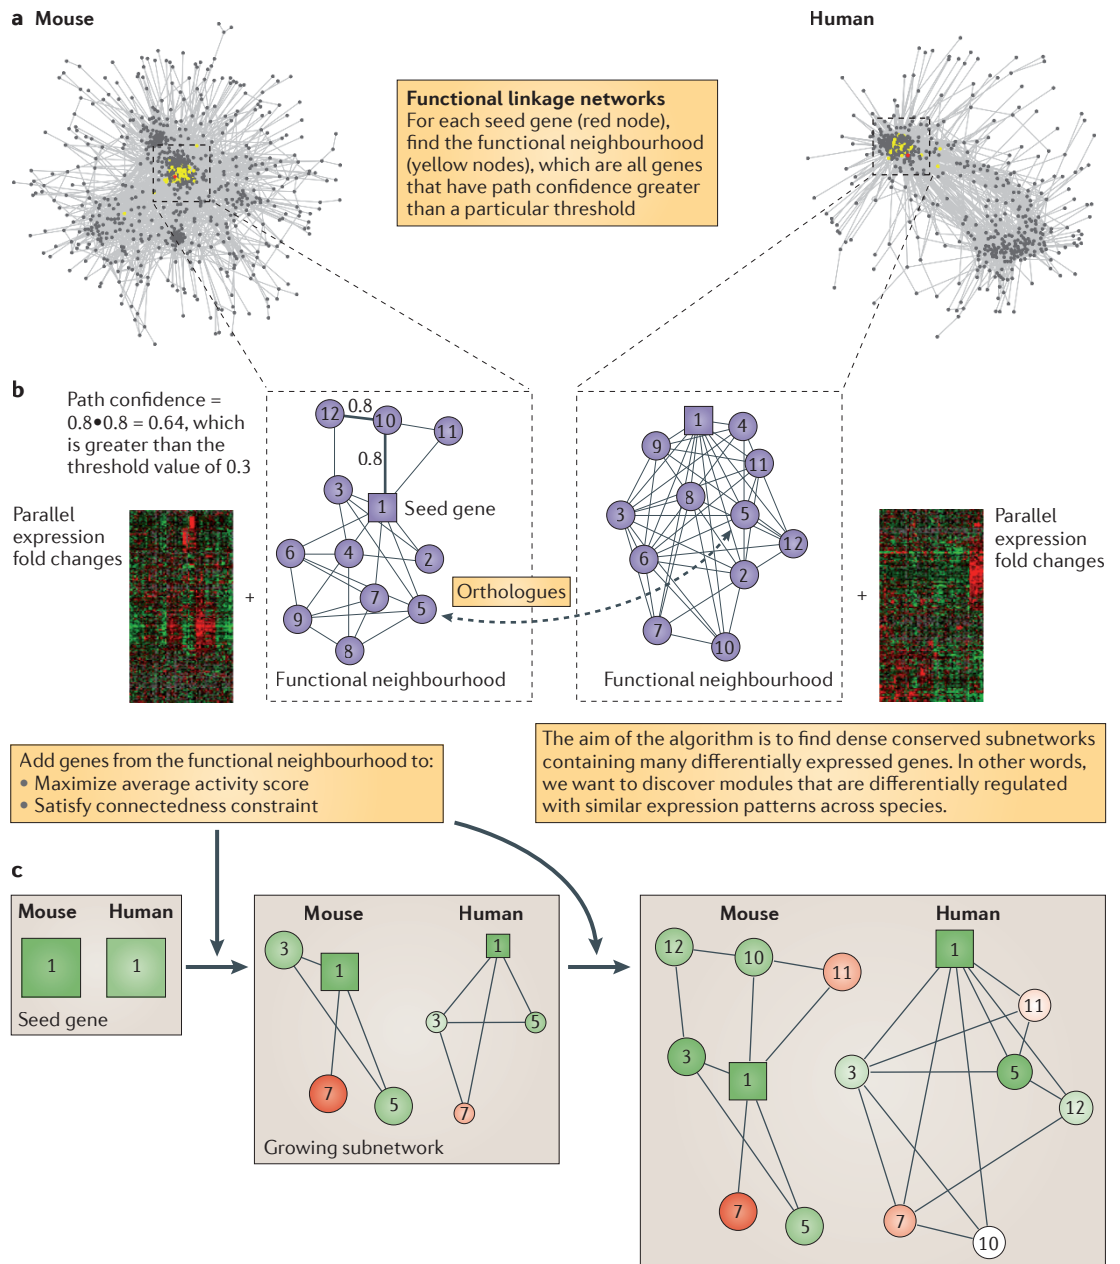 a Mouse
Human
Functional linkage networks
For each seed gene (red node),
find the functional neighbourhood
(yellow nodes), which are all genes
that have path confidence greater
than a particular threshold
b
Path confidence =
0.8•0.8 = 0.64, which
is greater than the
threshold value of 0.3
Parallel
expression
fold changes
+
12
0.8
10
11
0.8
3
1
Seed gene
6
4
2
7
5
9
8
Functional neighbourhood
Orthologues
1
4
9
11
8
3
5
12
6
2
7
10
Functional neighbourhood
+
Parallel
expression
fold changes
Add genes from the functional neighbourhood to:
• Maximize average activity score
• Satisfy connectedness constraint
The aim of the algorithm is to find dense conserved subnetworks
containing many differentially expressed genes. In other words,
we want to discover modules that are differentially regulated
with similar expression patterns across species.
c
Mouse Human
1 1
Seed gene
Mouse
3
1
7
5
Human
1
3
5
7
Growing subnetwork
Mouse
12
10
11
3
1
7
5
Human
1
11
3
5
12
7
10